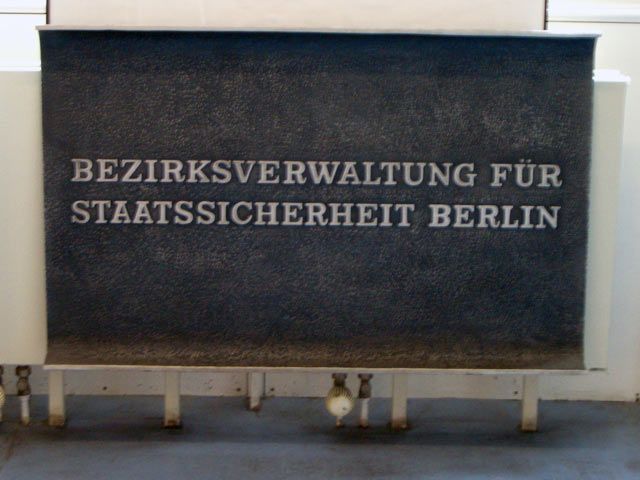 BEZIRKSVERWALTUNG FÜR
STAATSSICHERHEIT BERLIN